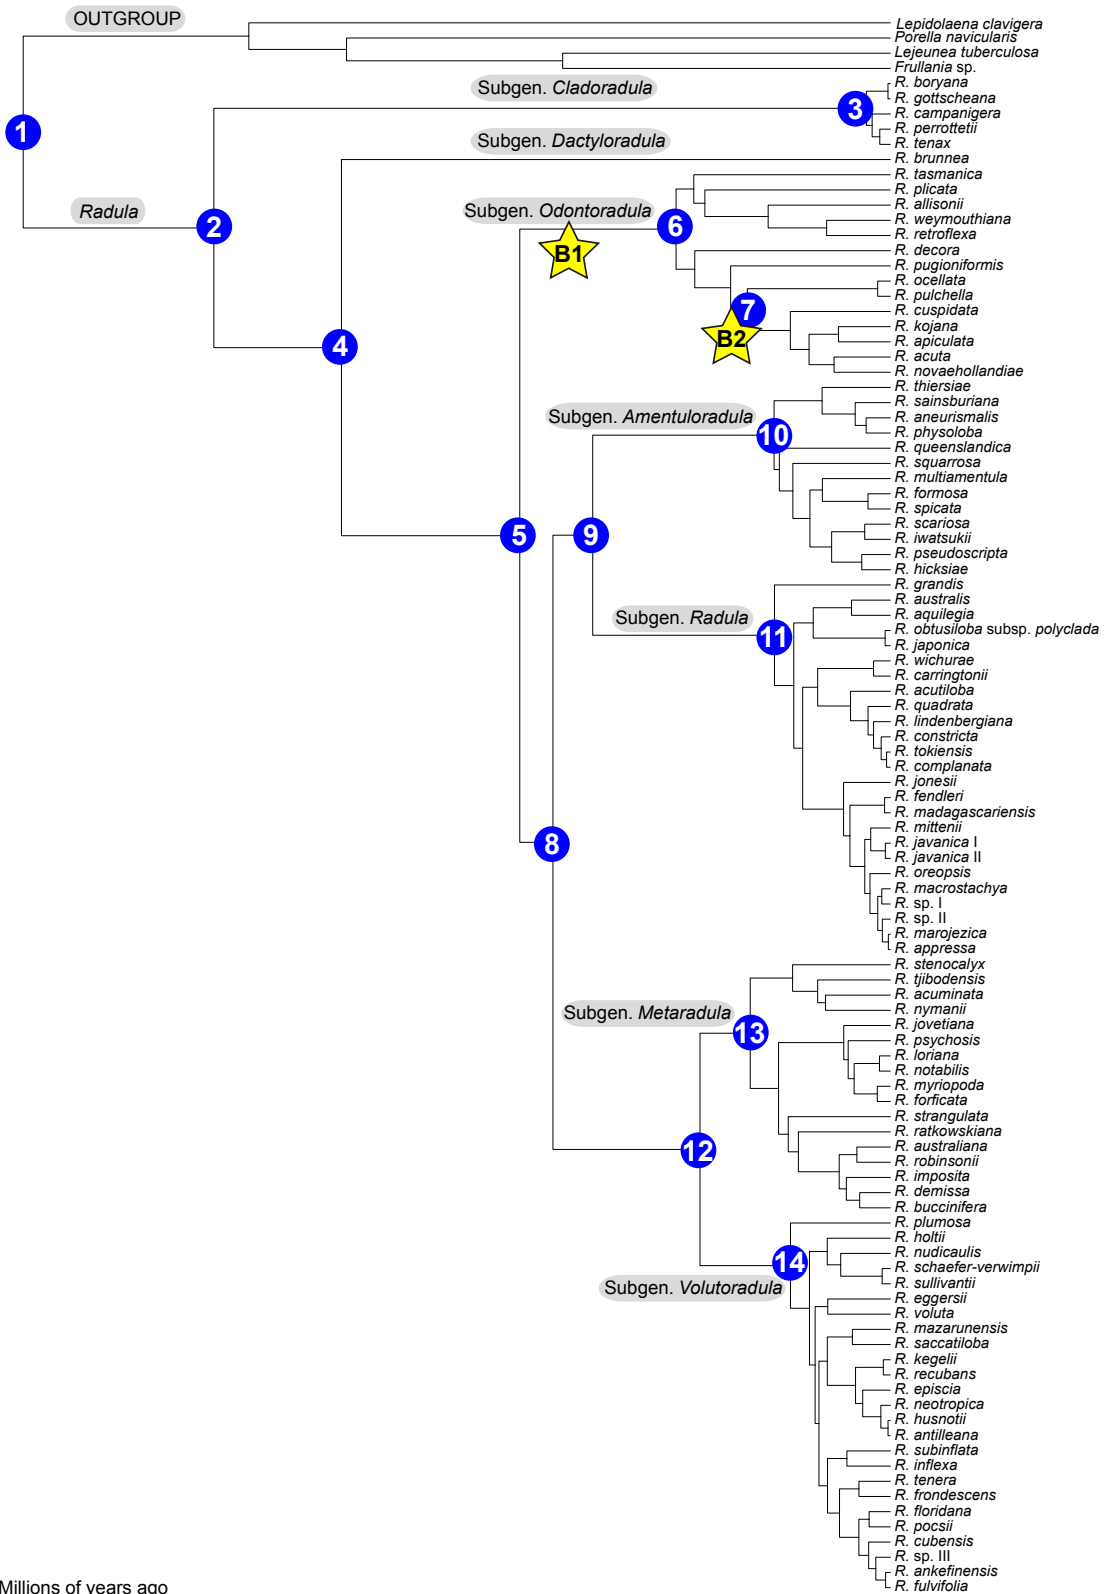 OUTGROUP
Lepidolaena clavigera
Porella navicularis
Lejeunea tuberculosa
Frullania sp.
Subgen. Cladoradula
R. boryana
R. gottscheana
3
R. campanigera
1
R. perrottetii
R. tenax
Subgen. Dactyloradula
R. brunnea
R. tasmanica
R. plicata
Radula
Subgen. Odontoradula
R. allisonii
2
6
R. weymouthiana
R. retroflexa
B1
R. decora
R. pugioniformis
R. ocellata
R. pulchella
7
R. cuspidata
4
B2
R. kojana
R. apiculata
R. acuta
R. novaehollandiae
R. thiersiae
R. sainsburiana
Subgen. Amentuloradula
R. aneurismalis
10
R. physoloba
R. queenslandica
R. squarrosa
R. multiamentula
R. formosa
R. spicata
5
9
R. scariosa
R. iwatsukii
R. pseudoscripta
R. hicksiae
R. grandis
R. australis
Subgen. Radula
R. aquilegia
11
R. obtusiloba subsp. polyclada
R. japonica
R. wichurae
R. carringtonii
R. acutiloba
R. quadrata
R. lindenbergiana
R. constricta
R. tokiensis
R. complanata
R. jonesii
R. fendleri
R. madagascariensis
R. mittenii
8
R. javanica I
R. javanica II
R. oreopsis
R. macrostachya
R. sp. I
R. sp. II
R. marojezica
R. appressa
R. stenocalyx
R. tjibodensis
R. acuminata
Subgen. Metaradula
R. nymanii
13
R. jovetiana
R. psychosis
R. loriana
R. notabilis
R. myriopoda
R. forficata
R. strangulata
R. ratkowskiana
12
R. australiana
R. robinsonii
R. imposita
R. demissa
R. buccinifera
R. plumosa
R. holtii
14
R. nudicaulis
R. schaefer-verwimpii
Subgen. Volutoradula
R. sullivantii
R. eggersii
R. voluta
R. mazarunensis
R. saccatiloba
R. kegelii
R. recubans
R. episcia
R. neotropica
R. husnotii
R. antilleana
R. subinflata
R. inflexa
R. tenera
R. frondescens
R. floridana
R. pocsii
R. cubensis
R. sp. III
R. ankefinensis
R. fulvifolia
Millions of years ago